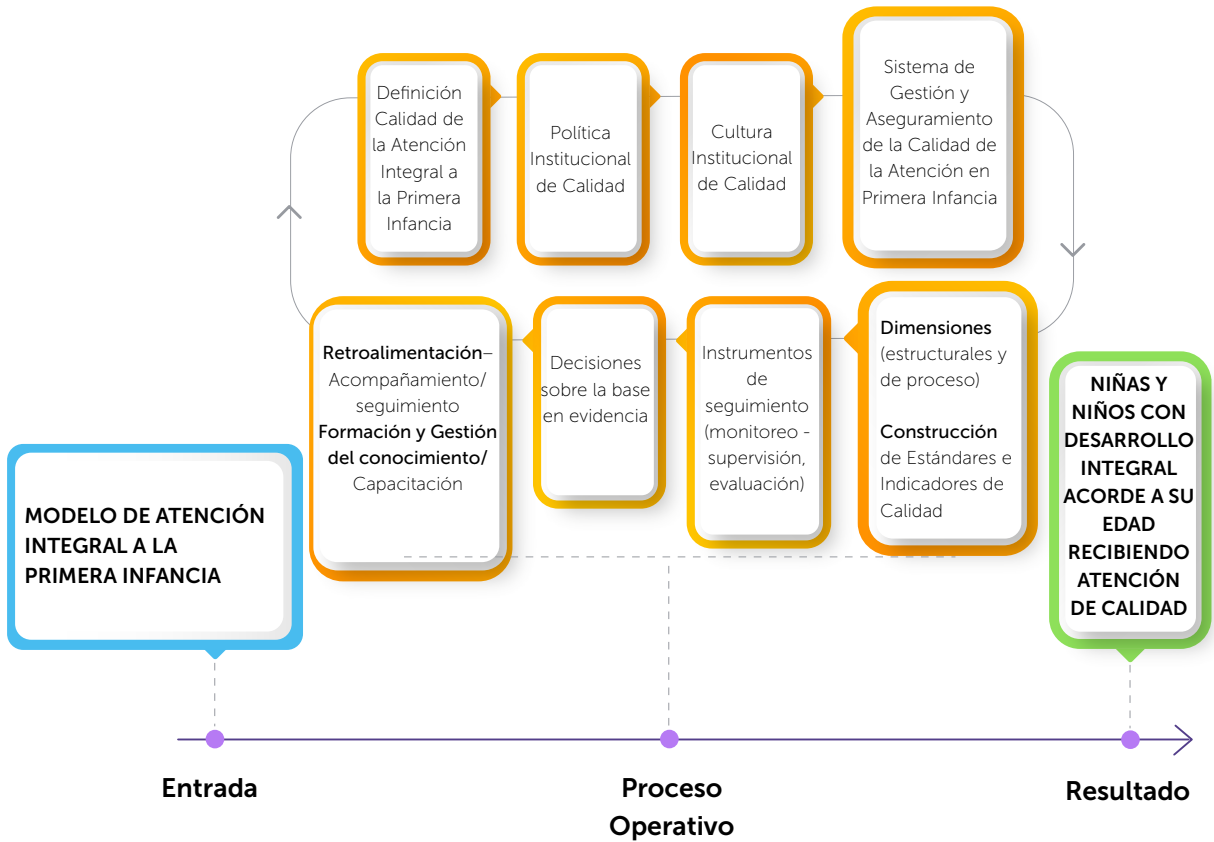 Definición
Calidad de
la Atención
Integral a
la Primera
Infancia
Política
Institucional
de Calidad
Cultura
Institucional
de Calidad
Sistema de
Gestión y
Aseguramiento
de la Calidad de
la Atención en
Primera Infancia
Retroalimentación–
Acompañamiento/
seguimiento
Formación y Gestión
del conocimiento/
Capacitación
Decisiones
sobre la base
en evidencia
Instrumentos
de
seguimiento
(monitoreo -
supervisión,
evaluación)
Dimensiones
(estructurales y
de proceso)
Construcción
de Estándares e
Indicadores de
Calidad
MODELO DE ATENCIÓN
INTEGRAL A LA
PRIMERA INFANCIA
NIÑAS Y
NIÑOS CON
DESARROLLO
INTEGRAL
ACORDE A SU
EDAD
RECIBIENDO
ATENCIÓN
DE CALIDAD
Entrada
Proceso
Operativo
Resultado